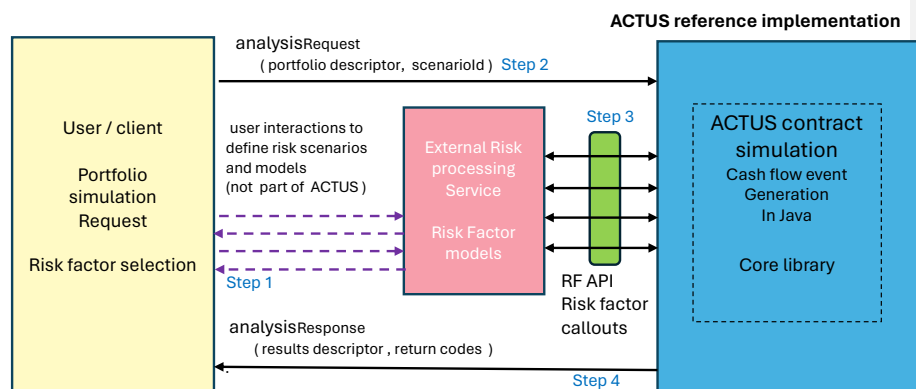 ACTUS reference implementation
analysisRequest
( portfolio descriptor, scenarioId ) Step 2
User / client
Portfolio
simulation
Request
Risk factor selection
user interactions to
define risk scenarios
and models
(not part of ACTUS)
Step 1
External Risk
processing
Service
Risk Factor
models
Step 3
RF API
Risk factor
callouts
ACTUS contract
simulation
Cash flow event
Generation
In Java
Core library
analysisResponse
( results descriptor , return codes )
Step 4